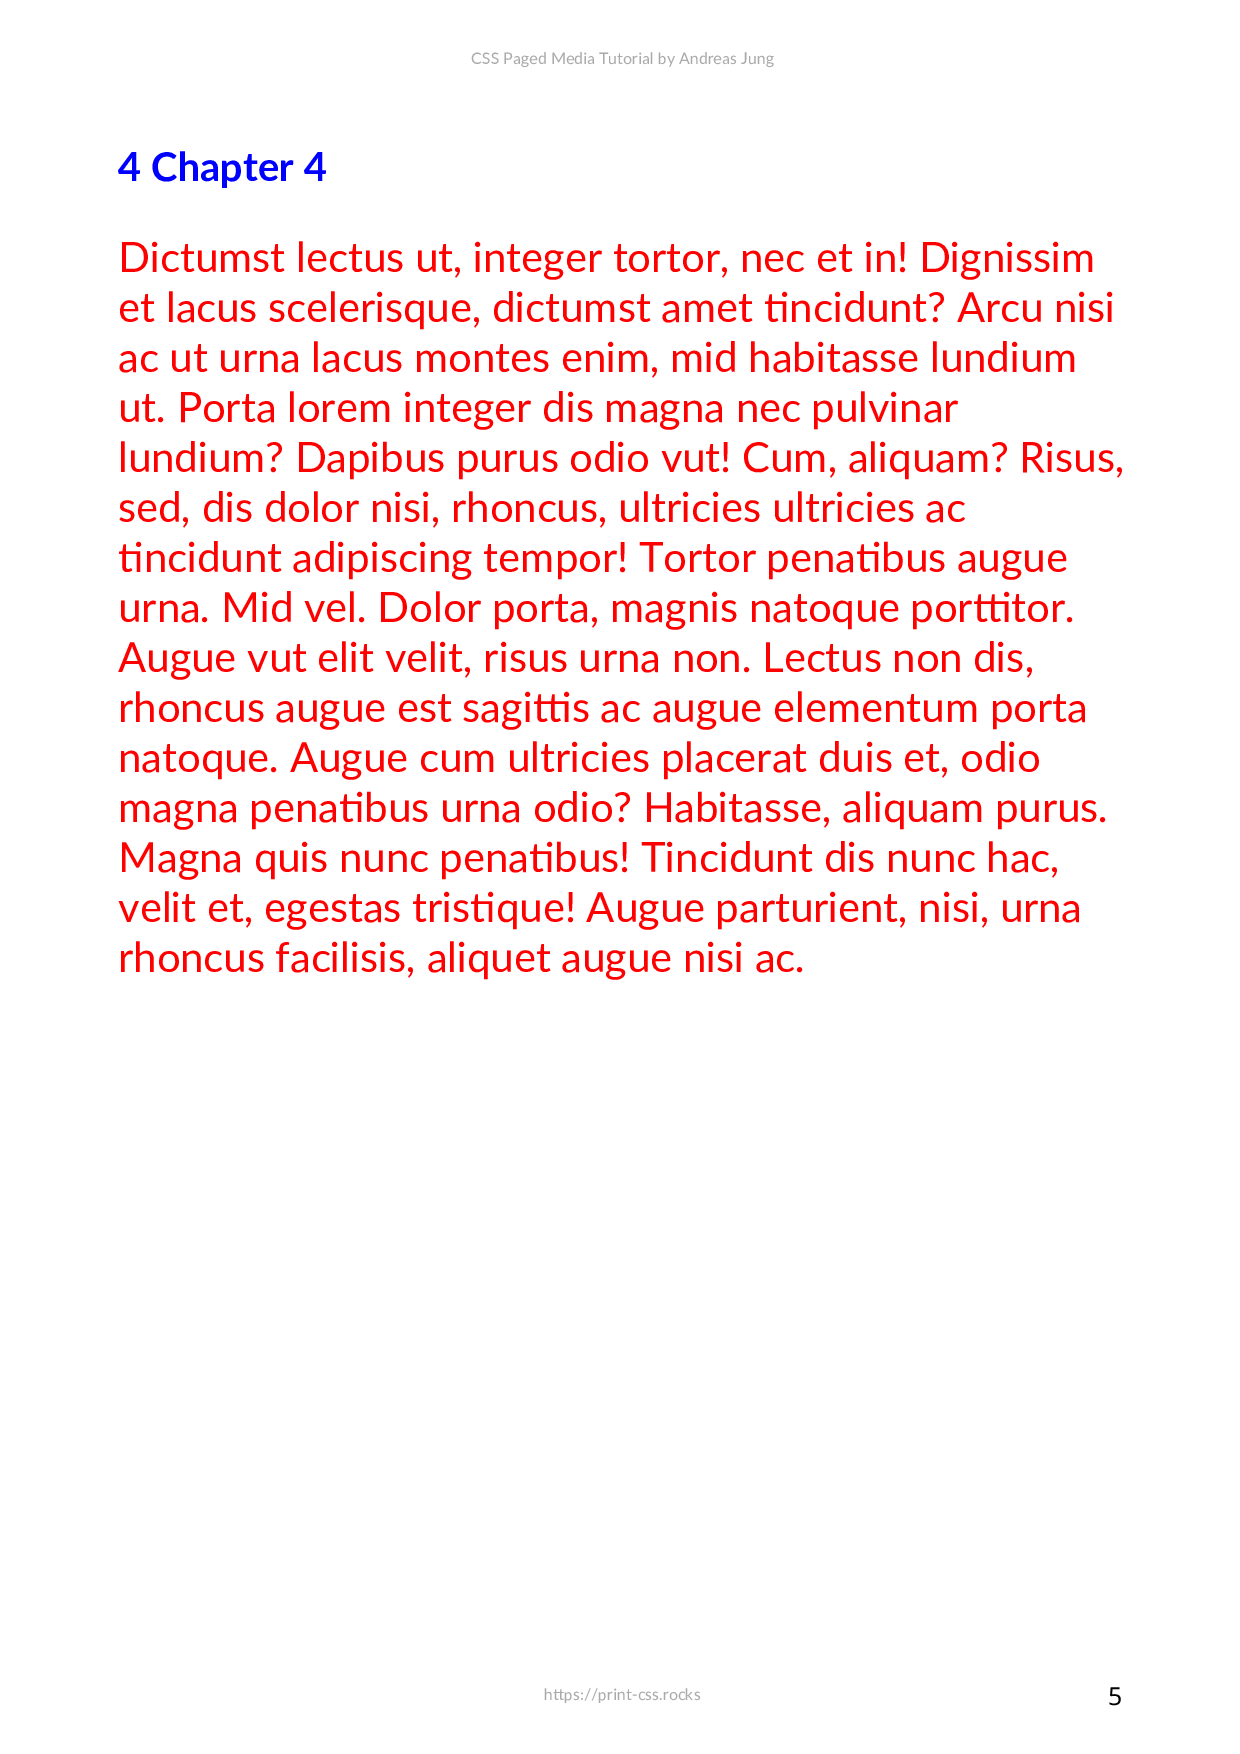 CSS Paged Media Tutorial by Andreas Jung
4 Chapter 4
Dictumst lectus ut, integer tortor, nec et in! Dignissim
et lacus scelerisque, dictumst amet tincidunt? Arcu nisi
ac ut urna lacus montes enim, mid habitasse lundium
ut. Porta lorem integer dis magna nec pulvinar
lundium? Dapibus purus odio vut! Cum, aliquam? Risus,
sed, dis dolor nisi, rhoncus, ultricies ultricies ac
tincidunt adipiscing tempor! Tortor penatibus augue
urna. Mid vel. Dolor porta, magnis natoque porttitor.
Augue vut elit velit, risus urna non. Lectus non dis,
rhoncus augue est sagittis ac augue elementum porta
natoque. Augue cum ultricies placerat duis et, odio
magna penatibus urna odio? Habitasse, aliquam purus.
Magna quis nunc penatibus! Tincidunt dis nunc hac,
velit et, egestas tristique! Augue parturient, nisi, urna
rhoncus facilisis, aliquet augue nisi ac.
https://print-css.rocks
5